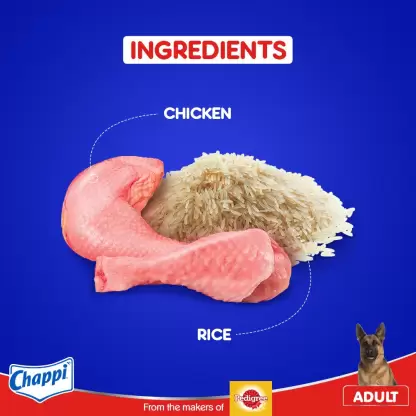 INGREDIENTS
CHICKEN
RICE
Chappi
From the makers of
Pedigree
ADULT